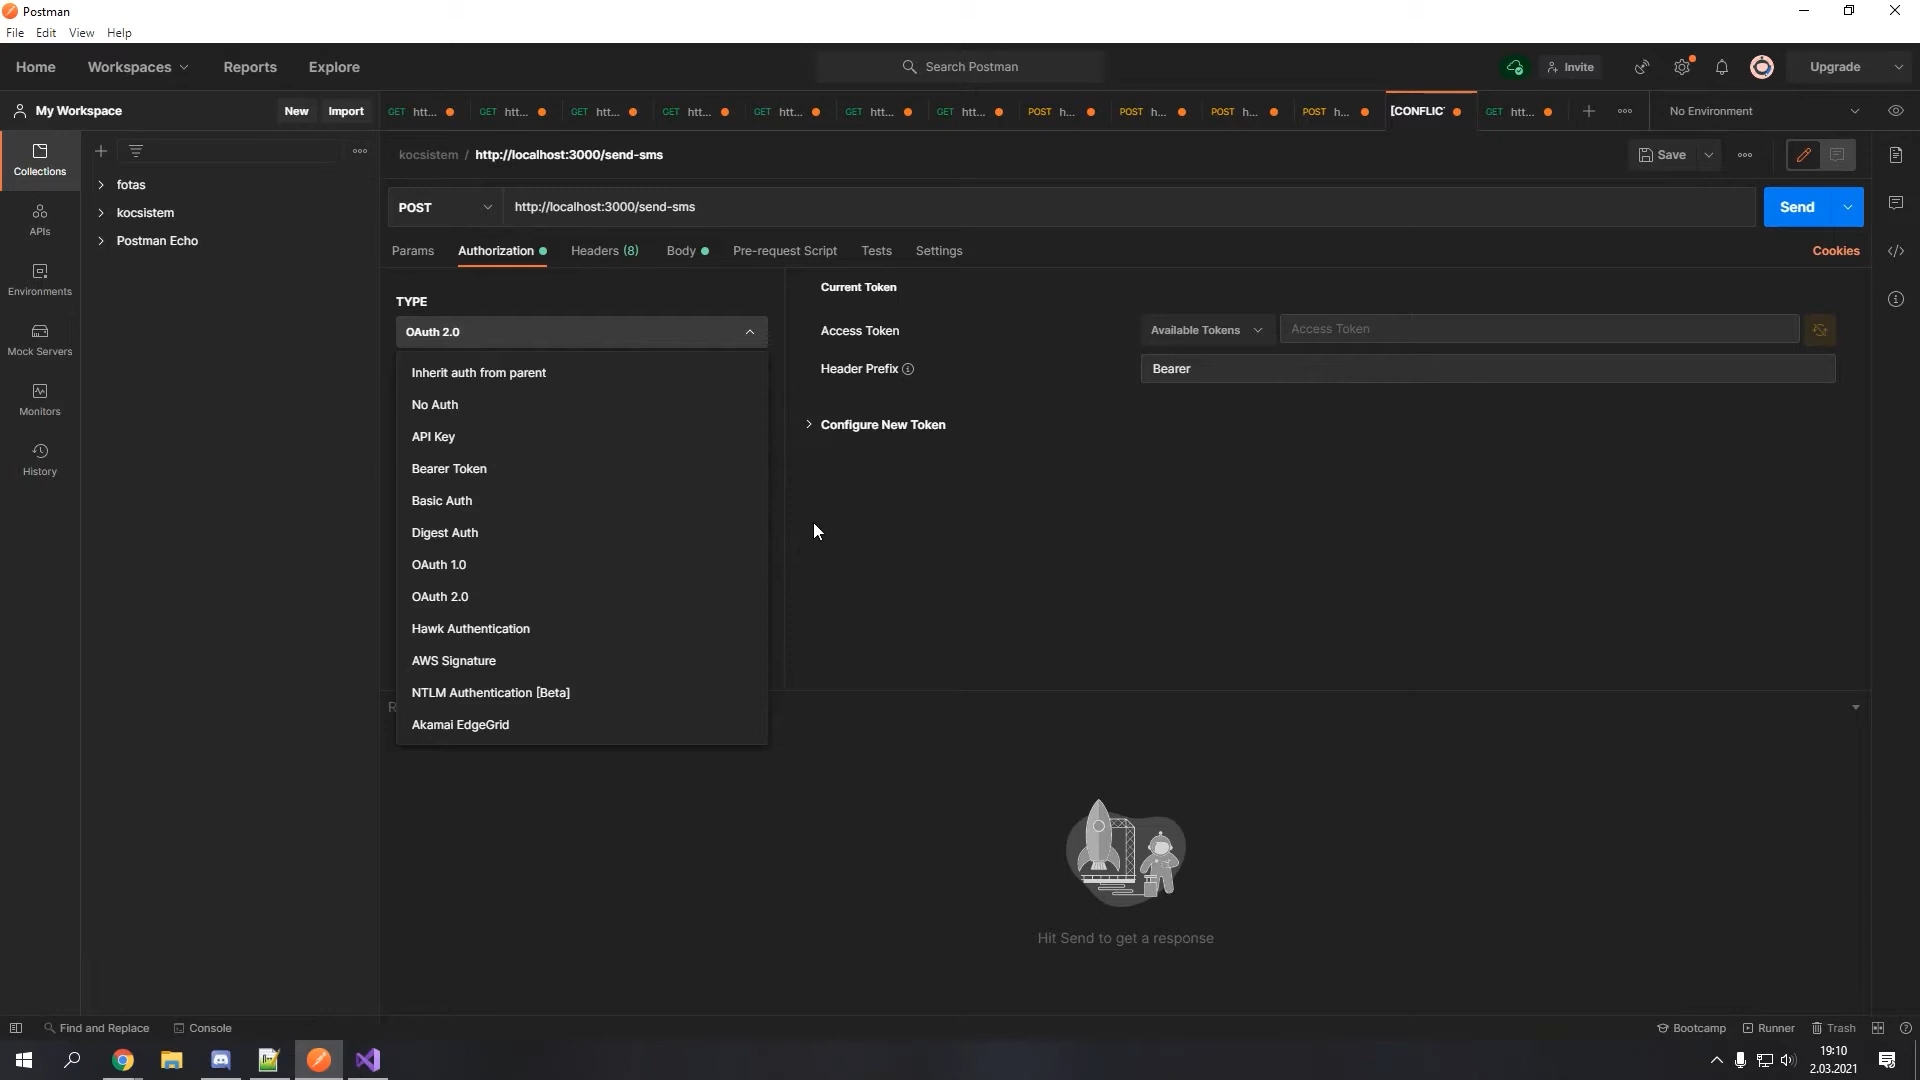 Postman
File Edit View Help
Home Workspaces Reports Explore Search Postman Invite Upgrade
My Workspace New Import
GET htt... GET htt... GET htt... GET htt... GET htt... GET htt... GET htt... POST h... POST h... POST h... POST h... [CONFLIC GET htt... No Environment
Collections
APIs
Environments
Mock Servers
Monitors
History
fotas
kocsistem
Postman Echo
kocsistem / http://localhost:3000/send-sms Save
POST http://localhost:3000/send-sms Send
Params Authorization Headers (8) Body Pre-request Script Tests Settings Cookies
TYPE
OAuth 2.0
Inherit auth from parent
No Auth
API Key
Bearer Token
Basic Auth
Digest Auth
OAuth 1.0
OAuth 2.0
Hawk Authentication
AWS Signature
NTLM Authentication [Beta]
Akamai EdgeGrid
Current Token
Access Token Available Tokens Access Token
Header Prefix Bearer
Configure New Token
Hit Send to get a response
Find and Replace Console Bootcamp Runner Trash
19:10
2.03.2021